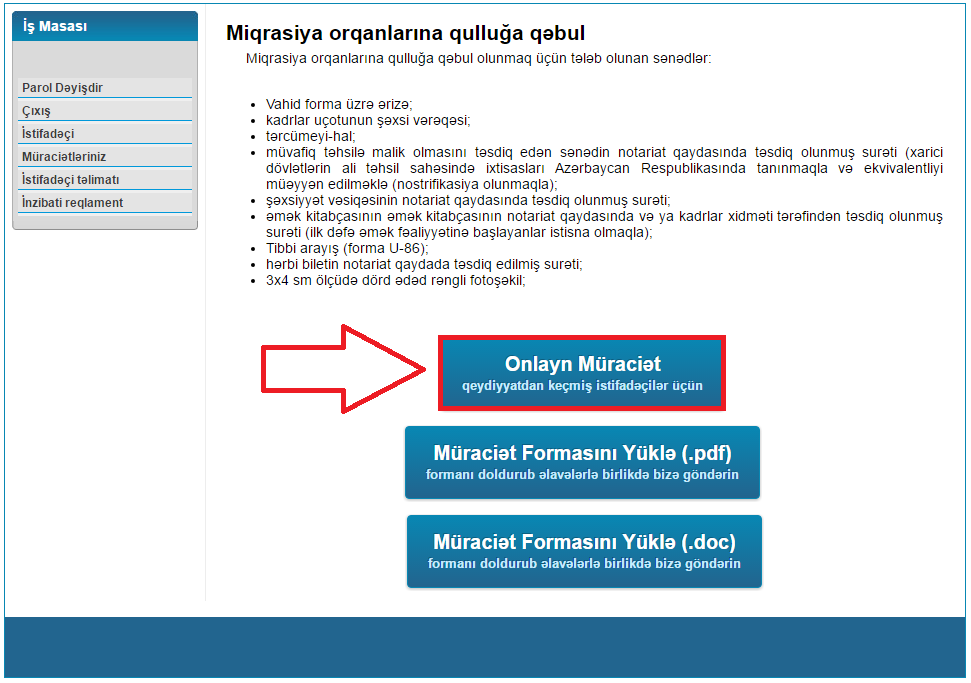 İş Masası
Parol Dəyişdir
Çıxış
İstifadəçi
Müraciətləriniz
İstifadəçi təlimatı
İnzibati reqlament
Miqrasiya orqanlarına qulluğa qəbul
Miqrasiya orqanlarına qulluğa qəbul olunmaq üçün tələb olunan sənədlər:
Vahid forma üzrə ərizə;
kadrlar uçotunun şəxsi vərəqəsi;
tərcümeyi-hal;
müvafiq təhsilə malik olmasını təsdiq edən sənədin notariat qaydasında təsdiq olunmuş surəti (xarici
dövlətlərin ali təhsil sahəsində ixtisasları Azərbaycan Respublikasında tanınmaqla və ekvivalentliyi
müəyyən edilməklə (nostrifikasiya olunmaqla);
şəxsiyyət vəsiqəsinin notariat qaydasında təsdiq olunmuş surəti;
əmək kitabçasının əmək kitabçasının notariat qaydasında və ya kadrlar xidməti tərəfindən təsdiq olunmuş
surəti (ilk dəfə əmək fəaliyyətinə başlayanlar istisna olmaqla);
Tibbi arayış (forma U-86);
hərbi biletin notariat qaydada təsdiq edilmiş surəti;
3x4 sm ölçüdə dörd ədəd rəngli fotoşəkil;
Onlayn Müraciət
qeydiyyatdan keçmiş istifadəçilər üçün
Müraciət Formasını Yüklə (.pdf)
formanı doldurub əlavələrlə birlikdə bizə göndərin
Müraciət Formasını Yüklə (.doc)
formanı doldurub əlavələrlə birlikdə bizə göndərin